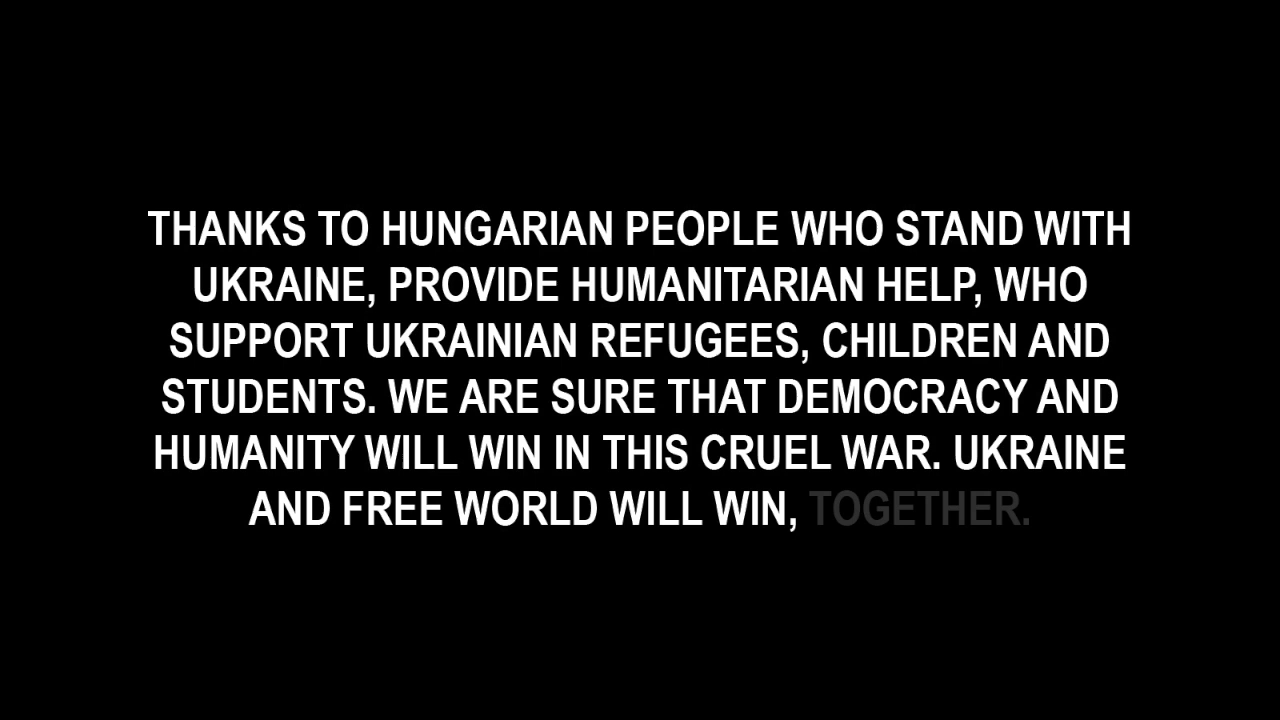 THANKS TO HUNGARIAN PEOPLE WHO STAND WITH
UKRAINE, PROVIDE HUMANITARIAN HELP, WHO
SUPPORT UKRAINIAN REFUGEES, CHILDREN AND
STUDENTS. WE ARE SURE THAT DEMOCRACY AND
HUMANITY WILL WIN IN THIS CRUEL WAR. UKRAINE
AND FREE WORLD WILL WIN, TOGETHER.